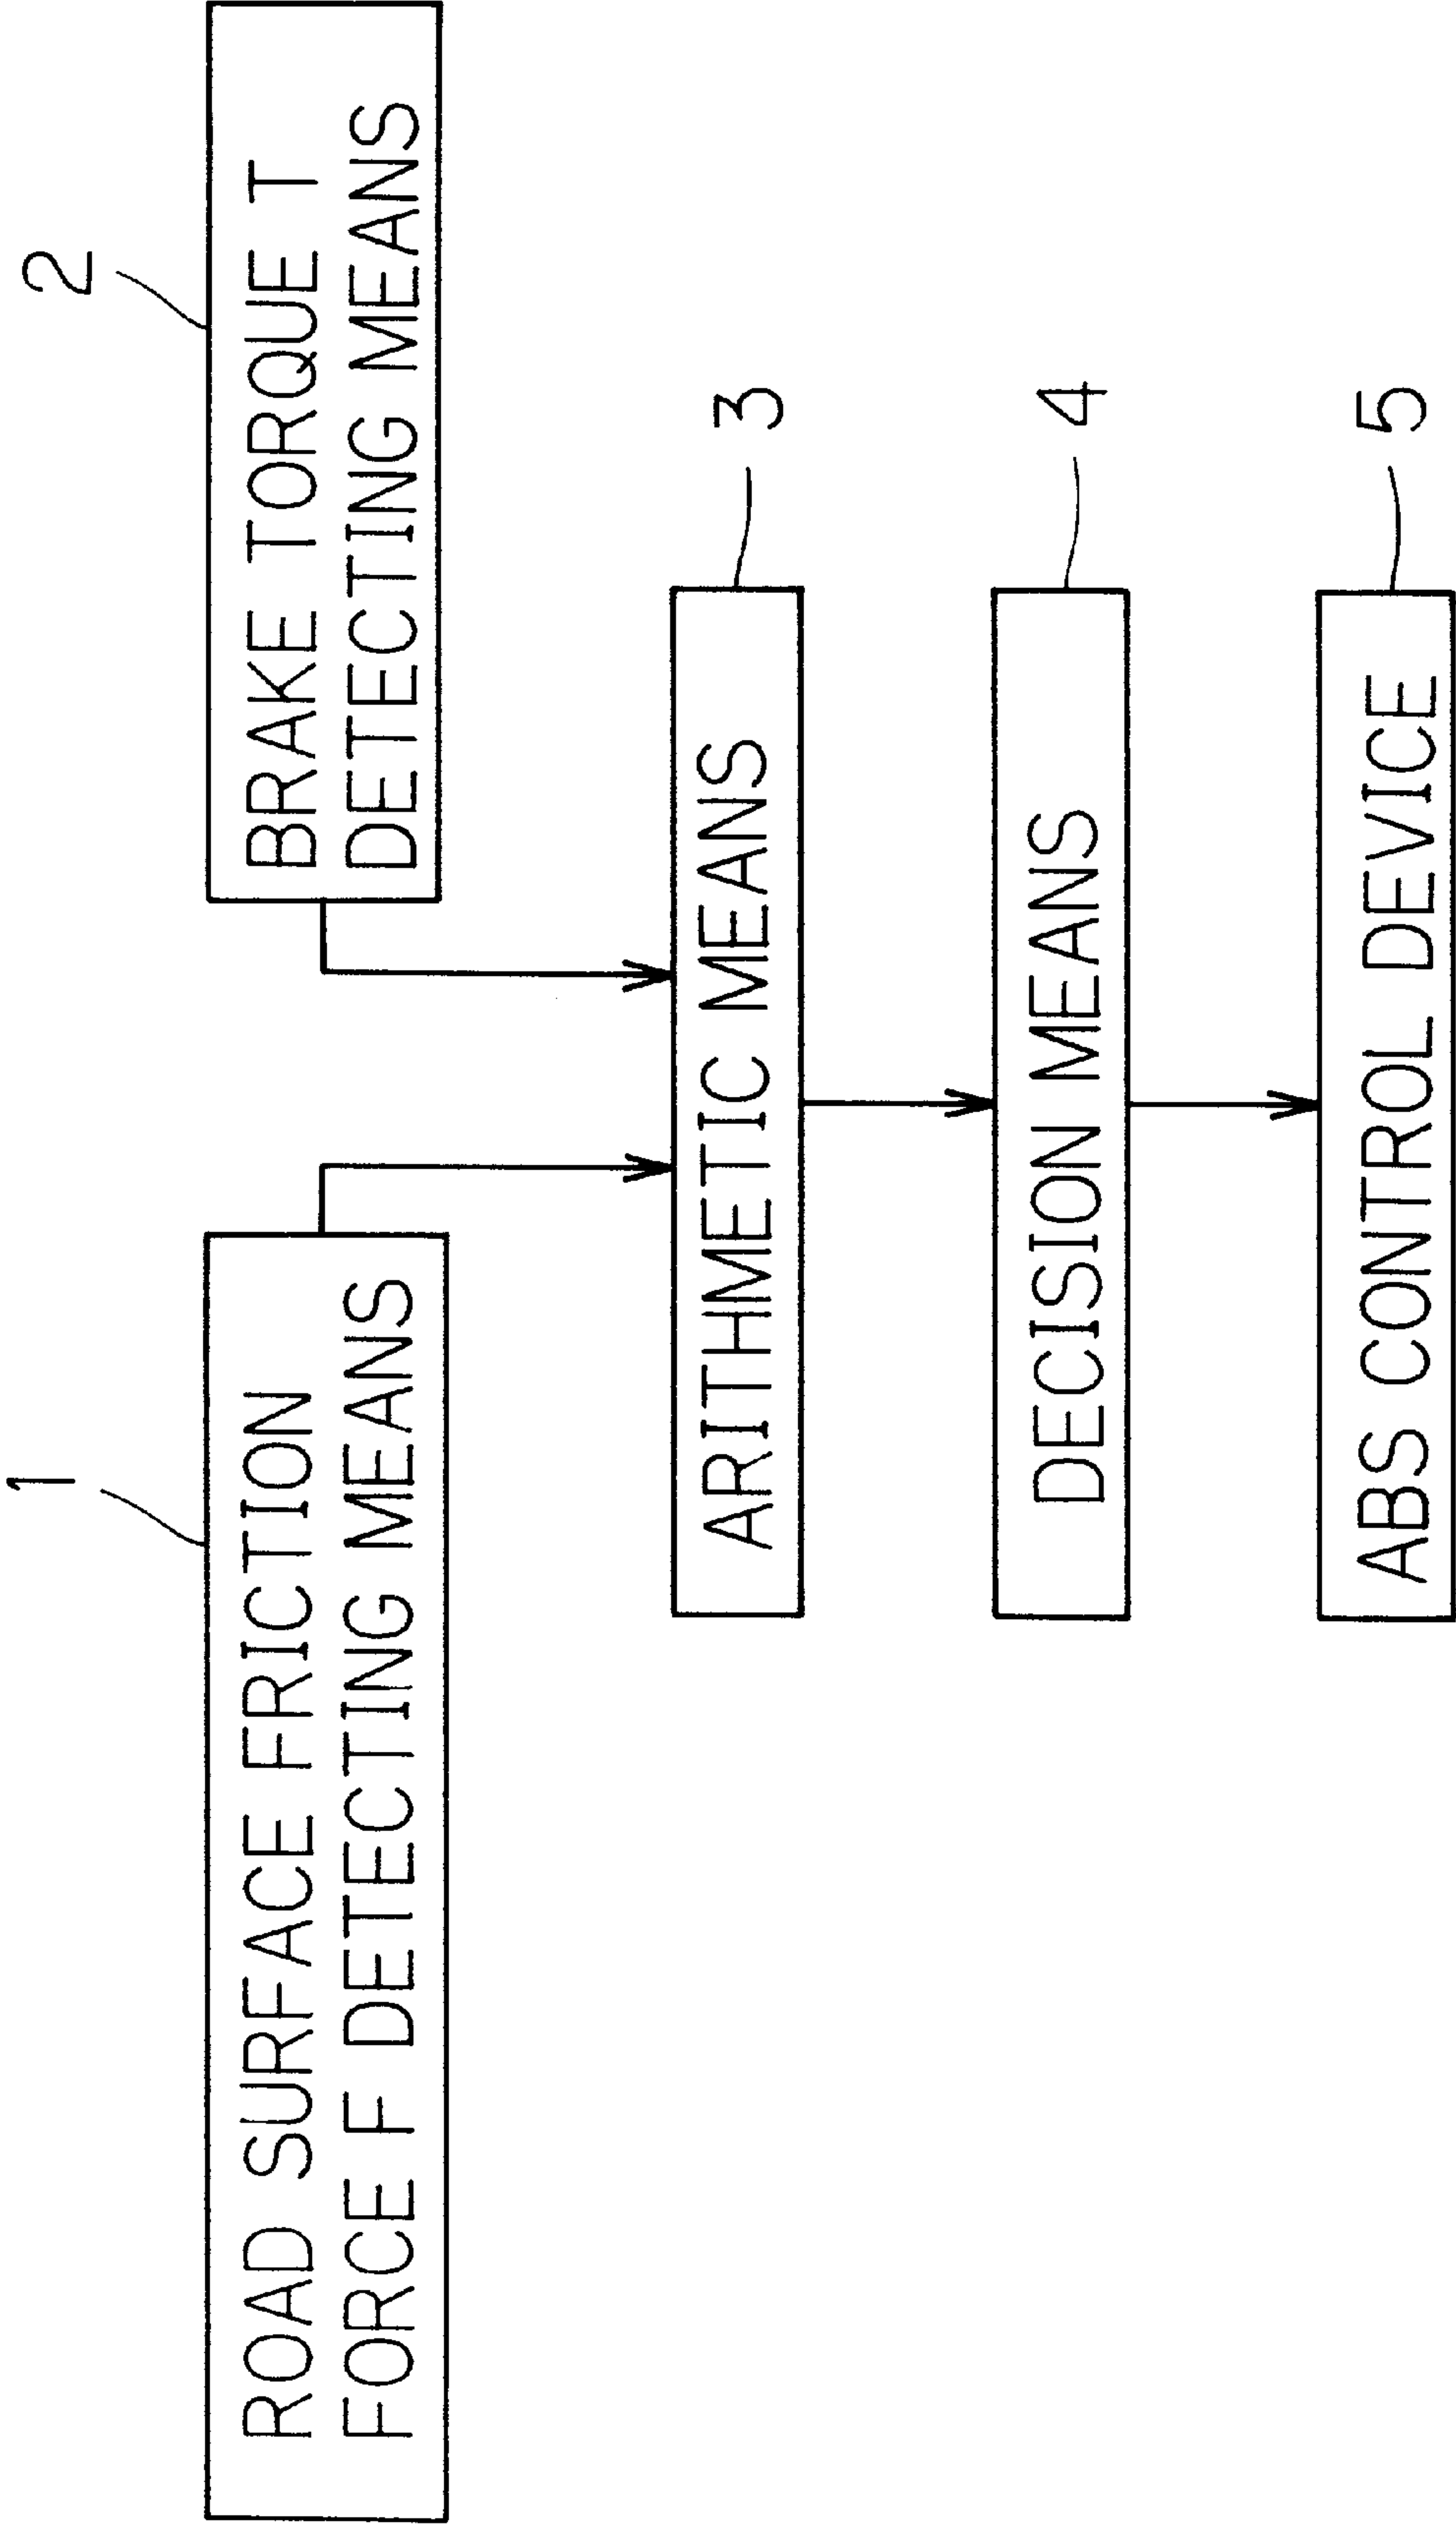 1
ROAD SURFACE FRICTION
FORCE F DETECTING MEANS
2
BRAKE TORQUE T
DETECTING MEANS
ARITHMETIC MEANS
3
DECISION MEANS
4
ABS CONTROL DEVICE
5